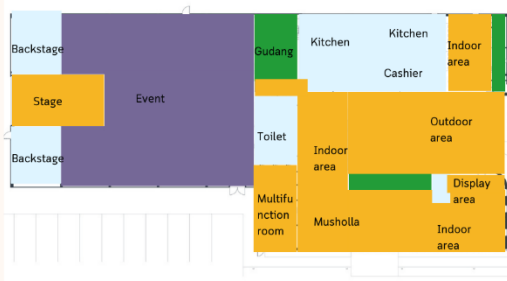 Backstage
Stage
Backstage
Event
Gudang
Kitchen
Kitchen
Cashier
Indoor
area
Toilet
Indoor
area
Outdoor
area
Multifu
nction
room
Musholla
Display
area
Indoor
area